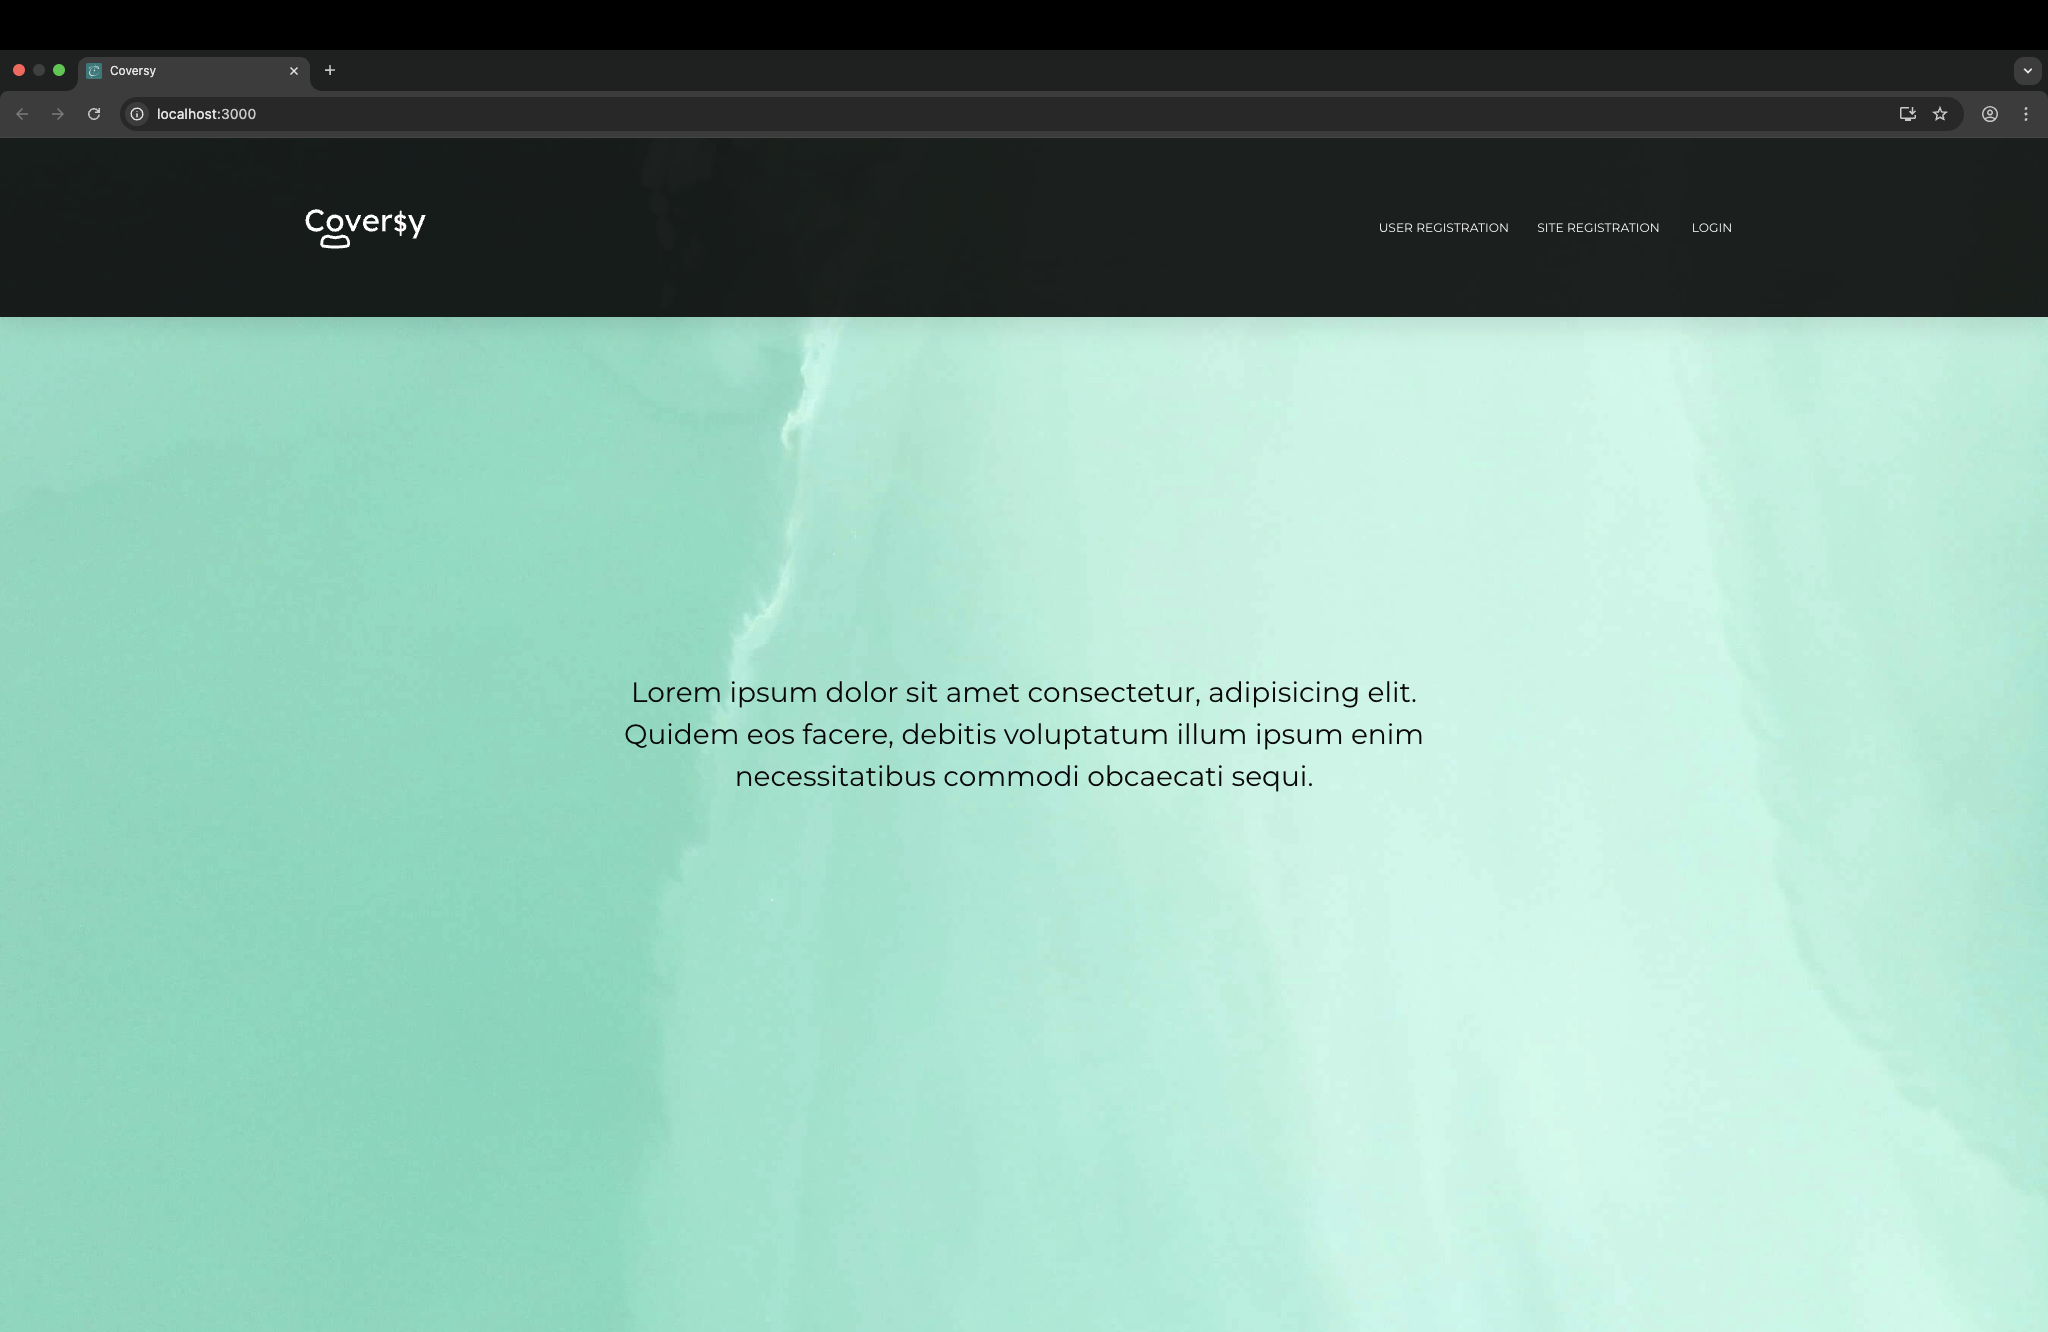 Coversy
localhost:3000
Cover$y
USER REGISTRATION SITE REGISTRATION LOGIN
Lorem ipsum dolor sit amet consectetur, adipisicing elit.
Quidem eos facere, debitis voluptatum illum ipsum enim
necessitatibus commodi obcaecati sequi.